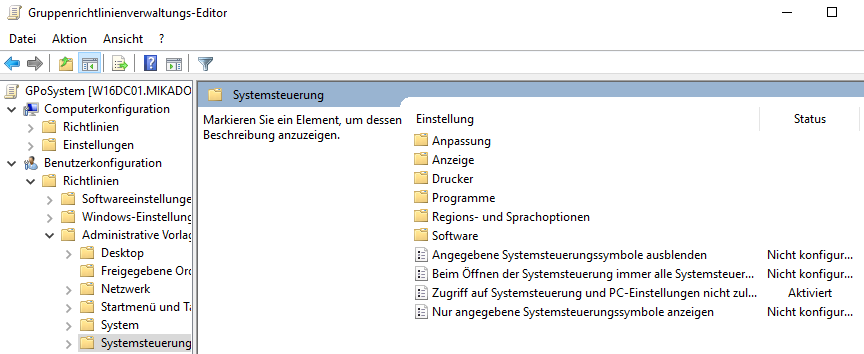 Gruppenrichtlinienverwaltungs-Editor
Datei Aktion Ansicht ?
GPoSystem [W16DC01.MIKADO
Computerkonfiguration
Richtlinien
Einstellungen
Benutzerkonfiguration
Richtlinien
Softwareeinstellunge
Windows-Einstellung
Administrative Vorlag
Desktop
Freigegebene Ord
Netzwerk
Startmenü und Ta
System
Systemsteuerung
Systemsteuerung
Markieren Sie ein Element, um dessen
Beschreibung anzuzeigen.
Einstellung Status
Anpassung
Anzeige
Drucker
Programme
Regions- und Sprachoptionen
Software
Angegebene Systemsteuerungssymbole ausblenden Nicht konfigur...
Beim Öffnen der Systemsteuerung immer alle Systemsteuer... Nicht konfigur...
Zugriff auf Systemsteuerung und PC-Einstellungen nicht zul... Aktiviert
Nur angegebene Systemsteuerungssymbole anzeigen Nicht konfigur...